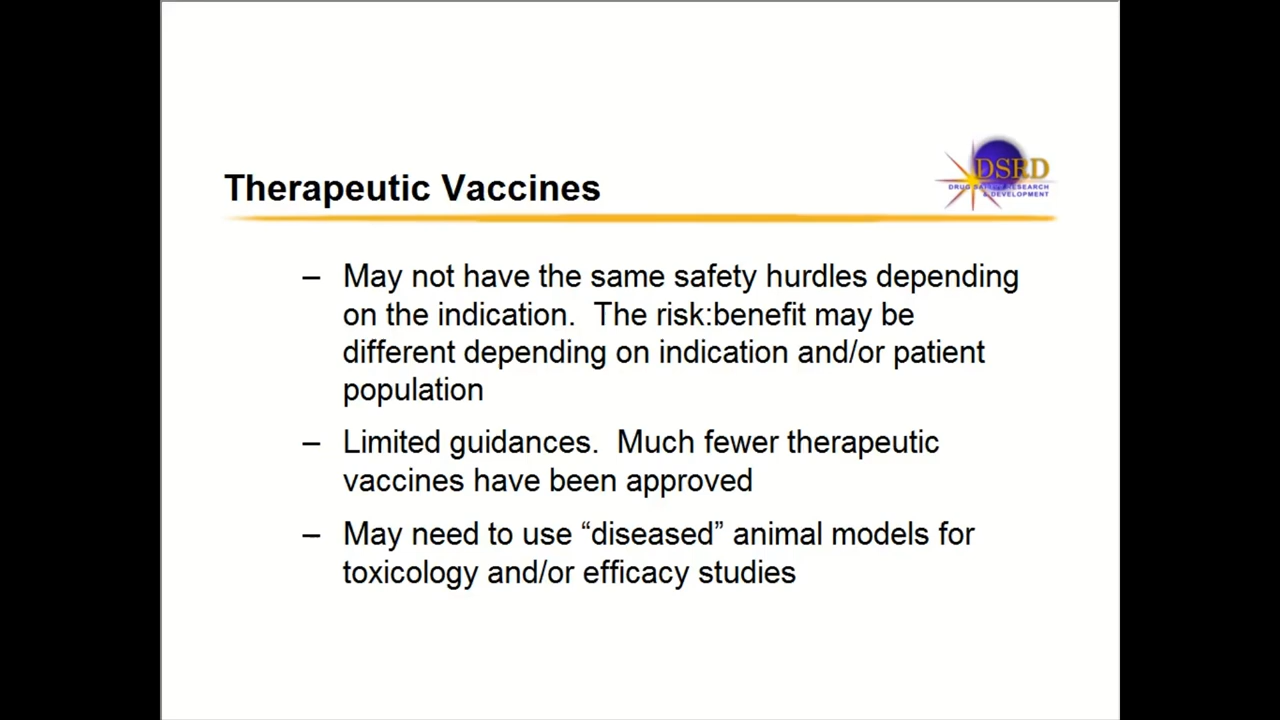 Therapeutic Vaccines
DSRD
DRUG SAFETY RESEARCH
& DEVELOPMENT
– May not have the same safety hurdles depending
on the indication.  The risk:benefit may be
different depending on indication and/or patient
population
– Limited guidances.  Much fewer therapeutic
vaccines have been approved
– May need to use “diseased” animal models for
toxicology and/or efficacy studies